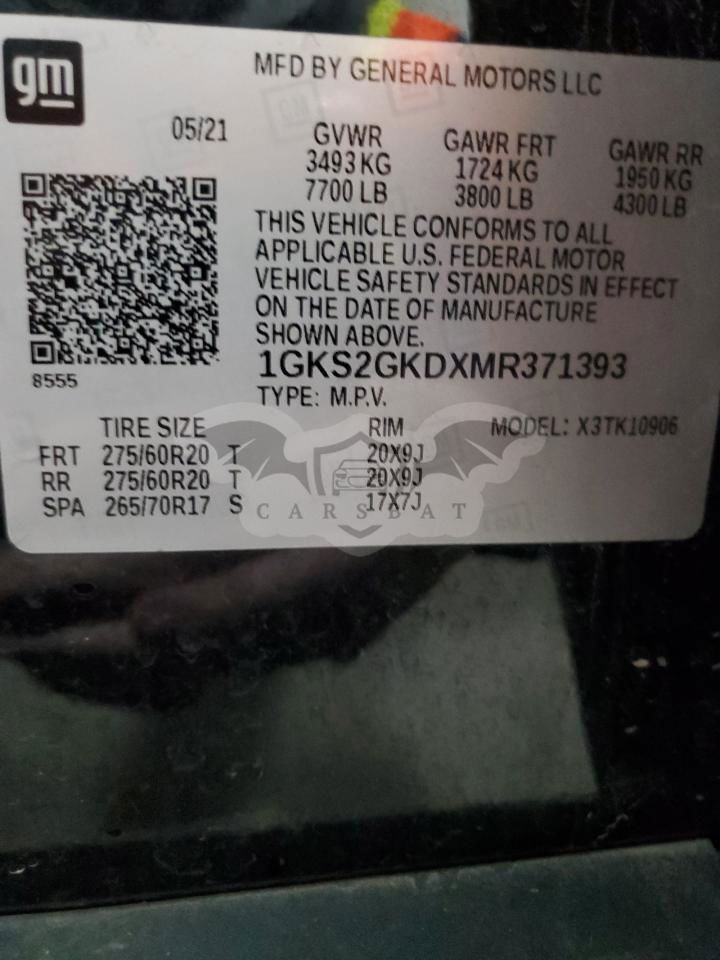 gm
MFD BY GENERAL MOTORS LLC
05/21
GVWR GAWR FRT GAWR RR
3493 KG 1724 KG 1950 KG
7700 LB 3800 LB 4300 LB
THIS VEHICLE CONFORMS TO ALL
APPLICABLE U.S. FEDERAL MOTOR
VEHICLE SAFETY STANDARDS IN EFFECT
ON THE DATE OF MANUFACTURE
SHOWN ABOVE.
8555
1GKS2GKDXMR371393
TYPE: M.P.V.
TIRE SIZE RIM MODEL: X3TK10906
FRT 275/60R20 T 20X9J
RR 275/60R20 T 20X9J
SPA 265/70R17 S 17X7J
CARSBAT